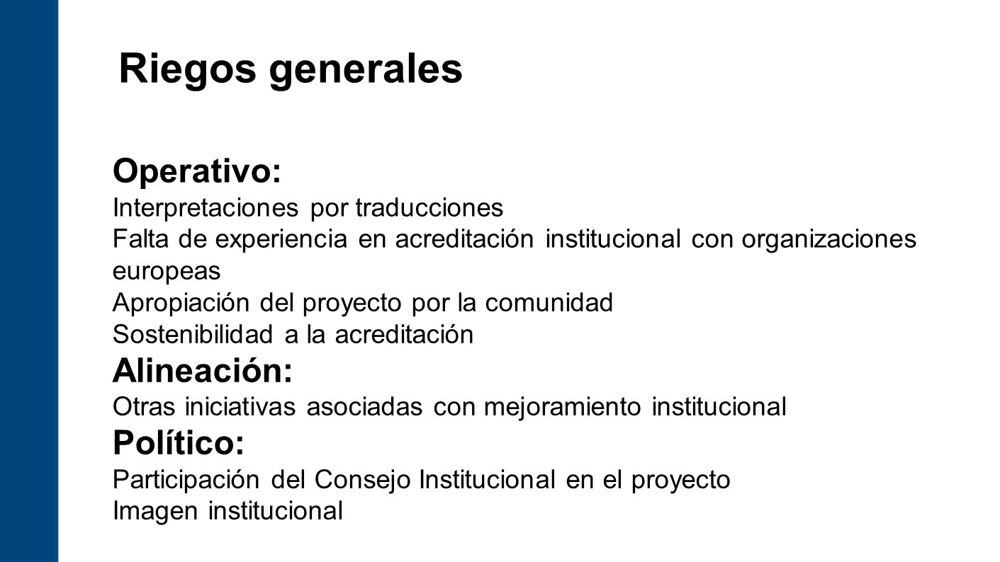 Riegos generales
Operativo:
Interpretaciones por traducciones
Falta de experiencia en acreditación institucional con organizaciones
europeas
Apropiación del proyecto por la comunidad
Sostenibilidad a la acreditación
Alineación:
Otras iniciativas asociadas con mejoramiento institucional
Político:
Participación del Consejo Institucional en el proyecto
Imagen institucional